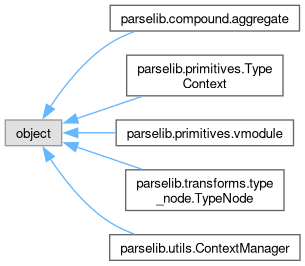 parselib.compound.aggregate
parselib.primitives.Type
Context
object
parselib.primitives.vmodule
parselib.transforms.type
_node.TypeNode
parselib.utils.ContextManager